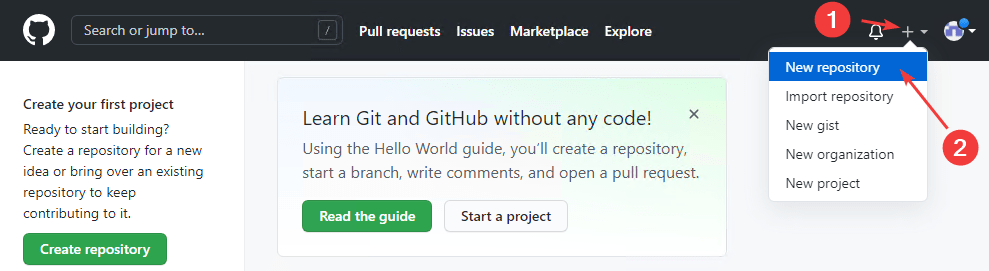 Search or jump to... /
Pull requests Issues Marketplace Explore
1
New repository
Import repository
New gist
New organization
New project
2
Create your first project
Ready to start building?
Create a repository for a new
idea or bring over an existing
repository to keep
contributing to it.
Create repository
Learn Git and GitHub without any code!
Using the Hello World guide, you’ll create a repository,
start a branch, write comments, and open a pull request.
Read the guide Start a project